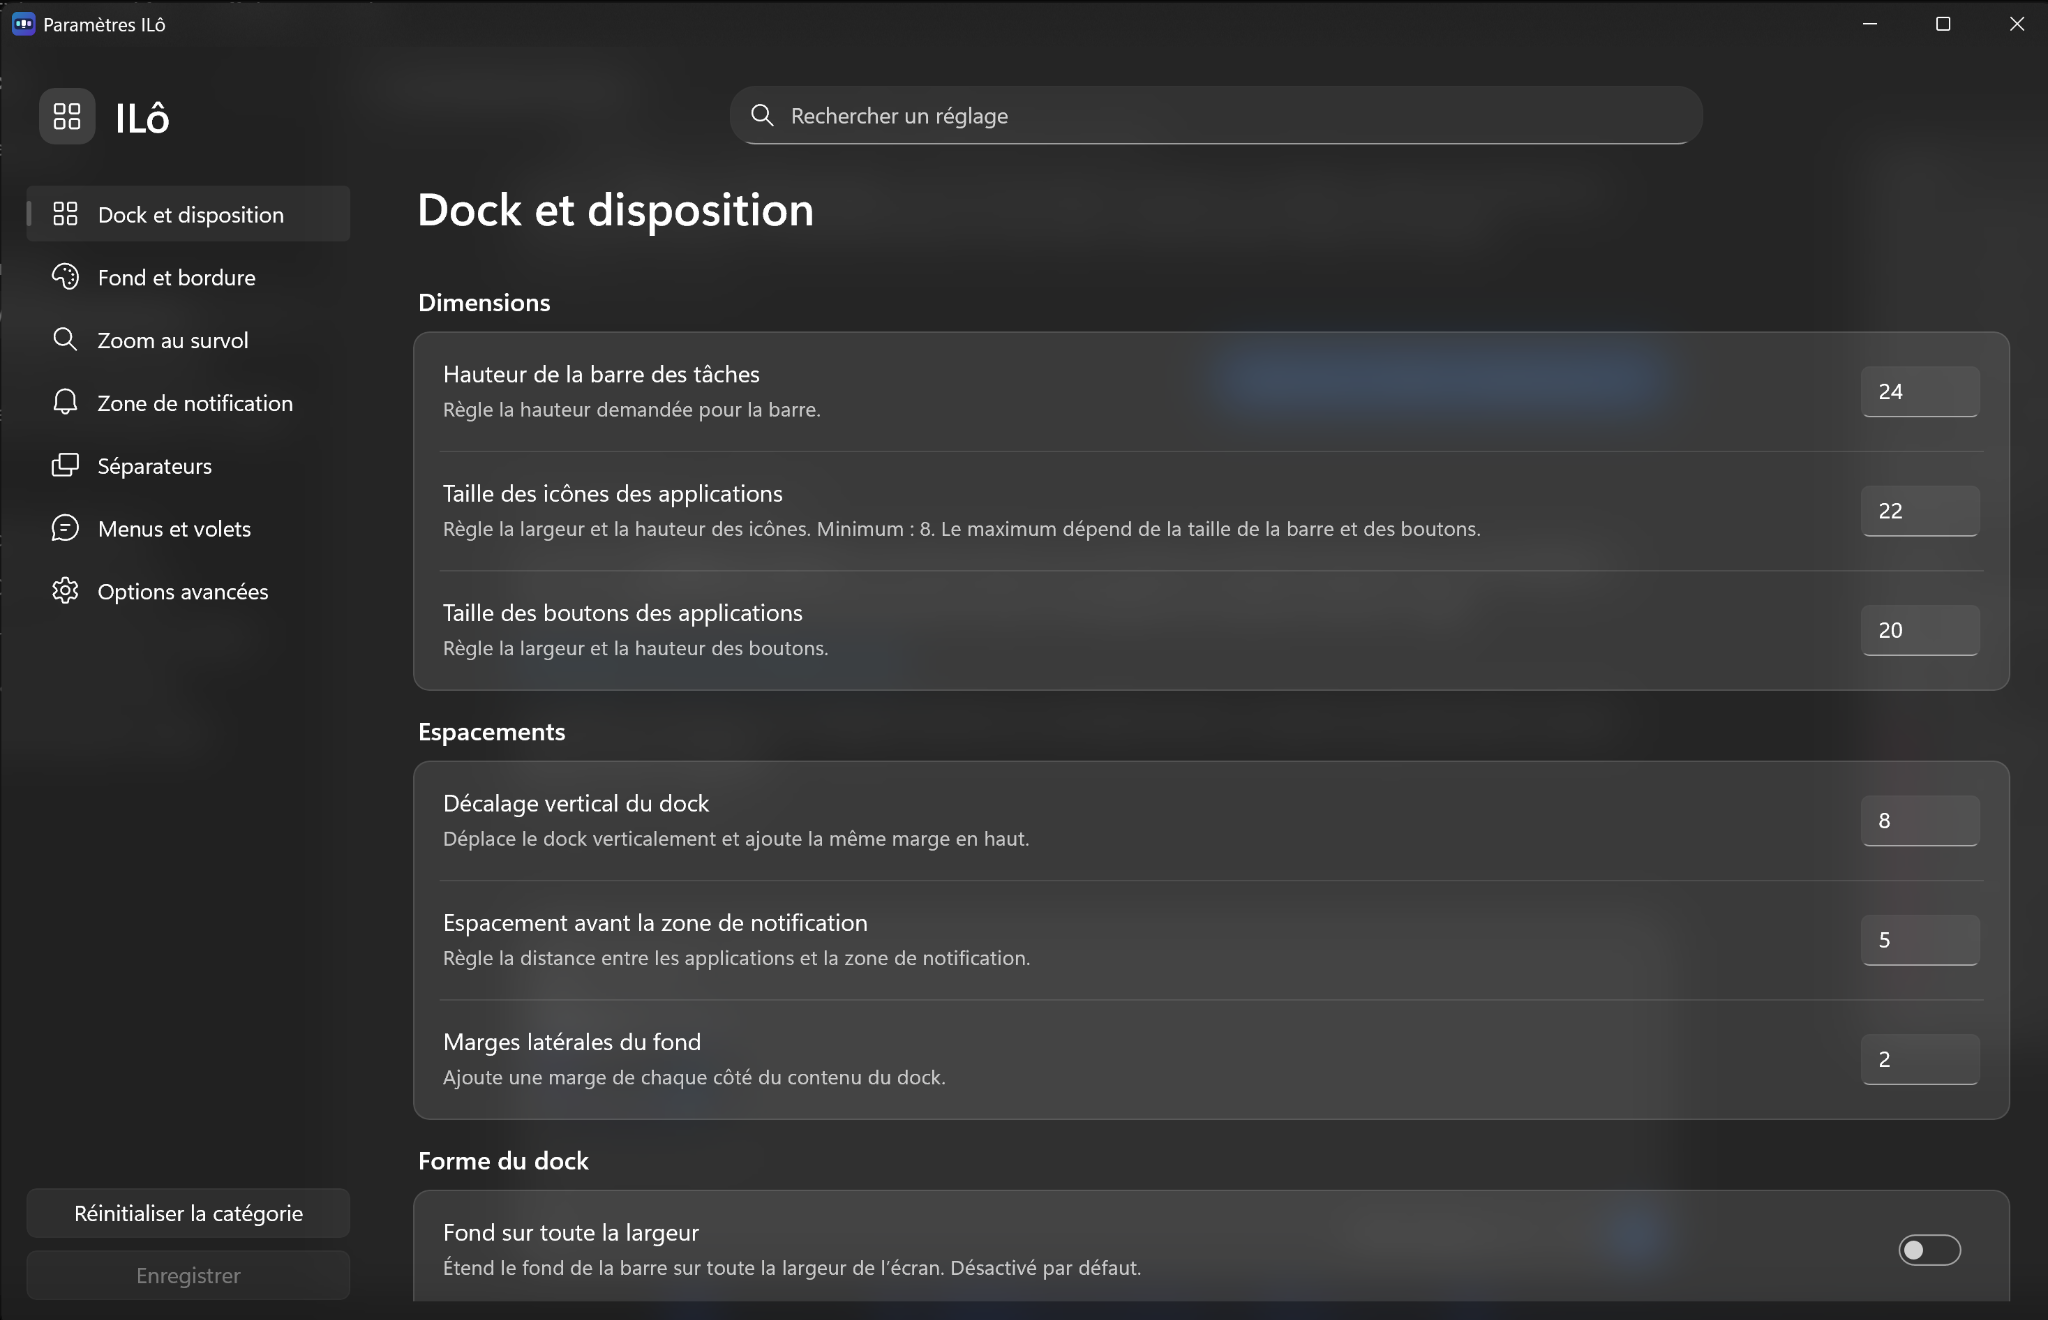 Paramètres ILô
ILô
Rechercher un réglage
Dock et disposition
Fond et bordure
Zoom au survol
Zone de notification
Séparateurs
Menus et volets
Options avancées
Réinitialiser la catégorie
Enregistrer
Dock et disposition
Dimensions
Hauteur de la barre des tâches
24
Règle la hauteur demandée pour la barre.
Taille des icônes des applications
22
Règle la largeur et la hauteur des icônes. Minimum : 8. Le maximum dépend de la taille de la barre et des boutons.
Taille des boutons des applications
20
Règle la largeur et la hauteur des boutons.
Espacements
Décalage vertical du dock
8
Déplace le dock verticalement et ajoute la même marge en haut.
Espacement avant la zone de notification
5
Règle la distance entre les applications et la zone de notification.
Marges latérales du fond
2
Ajoute une marge de chaque côté du contenu du dock.
Forme du dock
Fond sur toute la largeur
Étend le fond de la barre sur toute la largeur de l’écran. Désactivé par défaut.